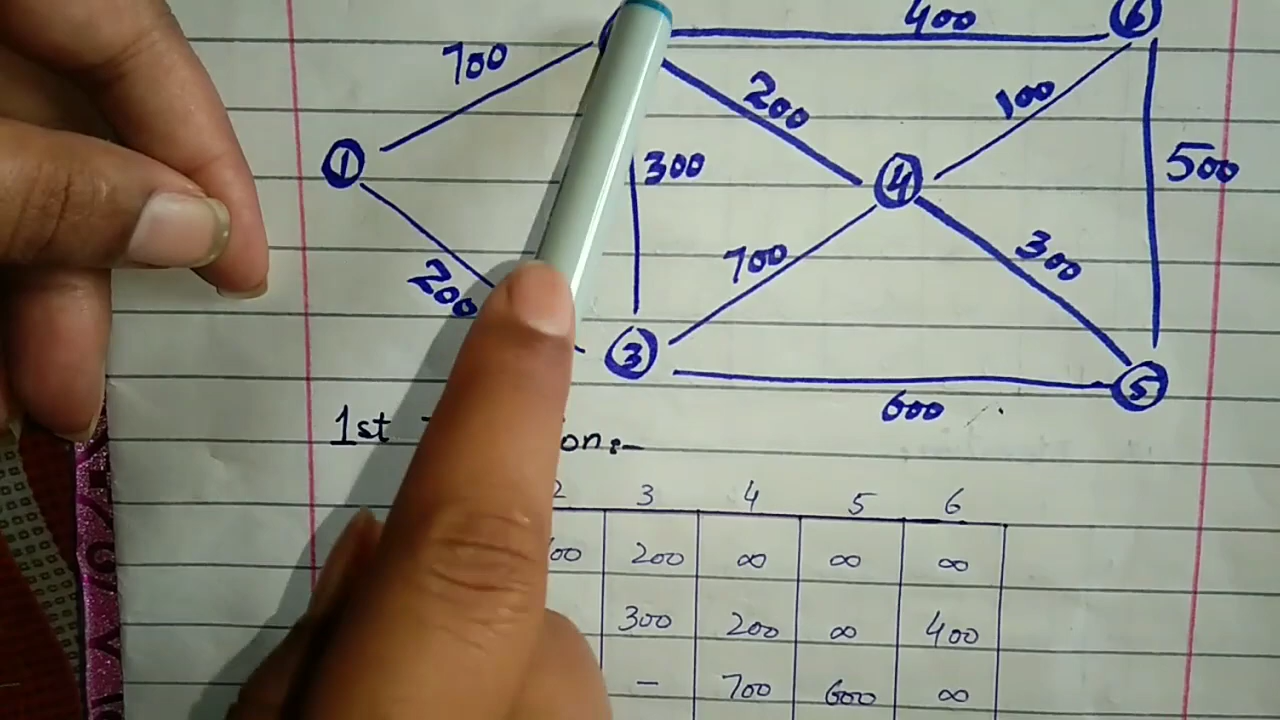 400 6
700 200 100
1 300 4 500
200 700 300
3 5
600
1st
on:-
2 3 4 5 6
00 200 ∞ ∞ ∞
300 200 ∞ 400
- 700 600 ∞